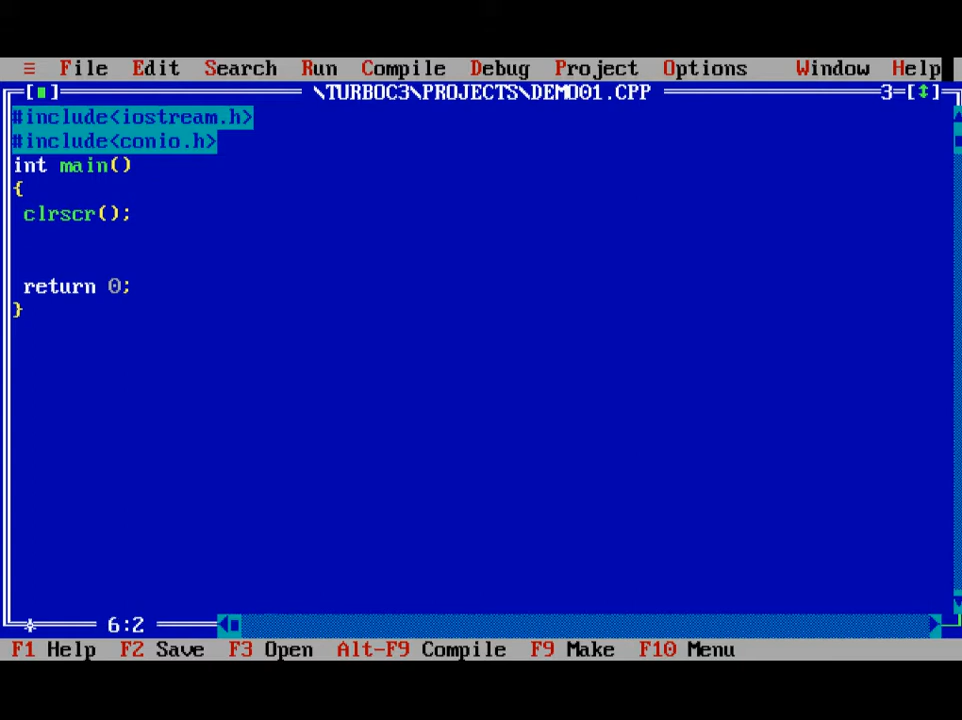 ≡ File Edit Search Run Compile Debug Project Options Window Help
[■] \TURBOC3\PROJECTS\DEMO01.CPP 3=[↕]
#include<iostream.h>
#include<conio.h>
int main()
{
clrscr();
return 0;
}
* 6:2
F1 Help F2 Save F3 Open Alt-F9 Compile F9 Make F10 Menu